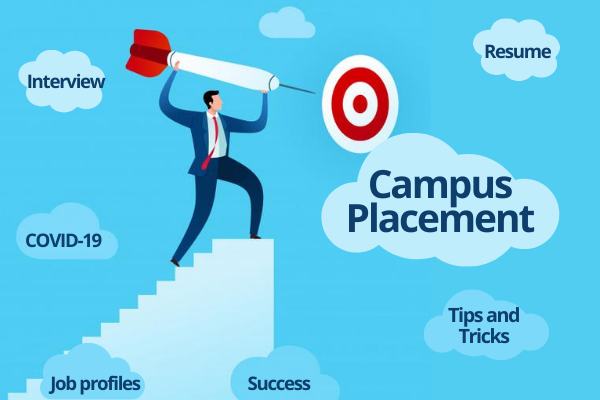 Resume
Interview
Campus
Placement
COVID-19
Tips and
Tricks
Job profiles
Success